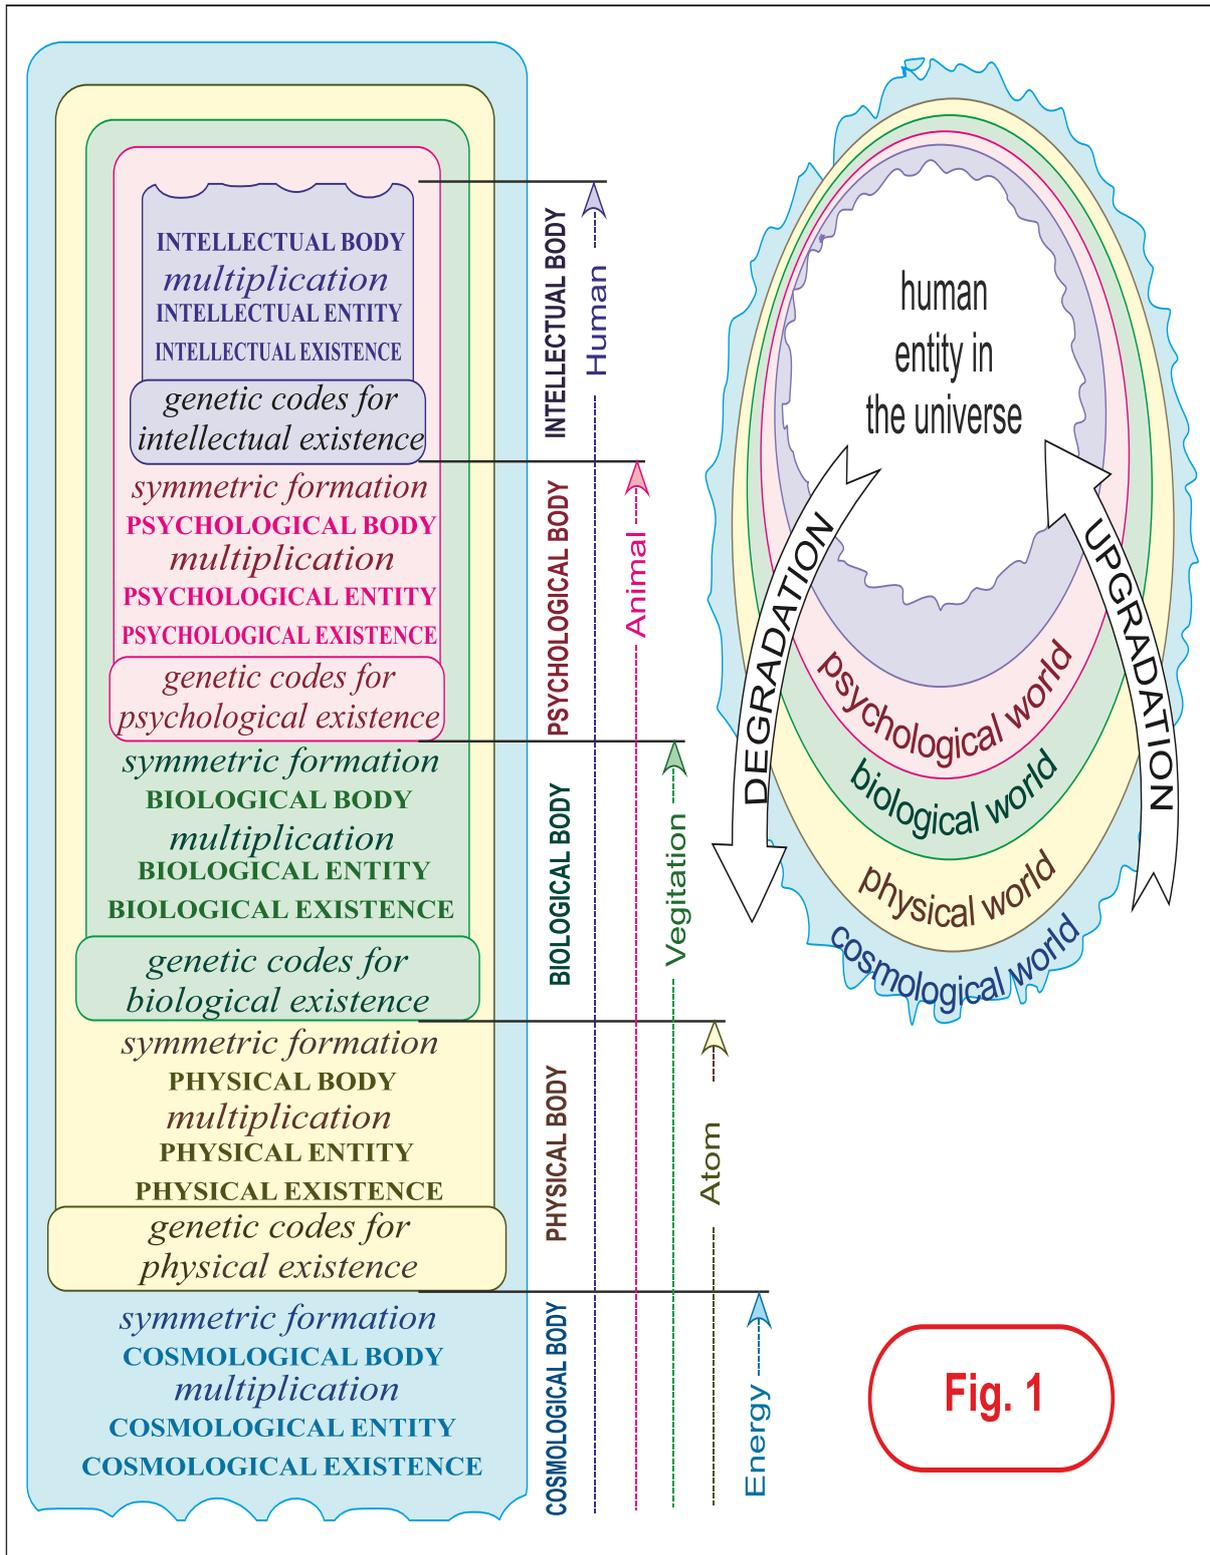 INTELLECTUAL BODY
multiplication
INTELLECTUAL ENTITY
INTELLECTUAL EXISTENCE
genetic codes for
intellectual existence
symmetric formation
PSYCHOLOGICAL BODY
multiplication
PSYCHOLOGICAL ENTITY
PSYCHOLOGICAL EXISTENCE
genetic codes for
psychological existence
symmetric formation
BIOLOGICAL BODY
multiplication
BIOLOGICAL ENTITY
BIOLOGICAL EXISTENCE
genetic codes for
biological existence
symmetric formation
PHYSICAL BODY
multiplication
PHYSICAL ENTITY
PHYSICAL EXISTENCE
genetic codes for
physical existence
symmetric formation
COSMOLOGICAL BODY
multiplication
COSMOLOGICAL ENTITY
COSMOLOGICAL EXISTENCE
INTELLECTUAL BODY
PSYCHOLOGICAL BODY
BIOLOGICAL BODY
PHYSICAL BODY
COSMOLOGICAL BODY
Human
Animal
Vegitation
Atom
Energy
human
entity in
the universe
DEGRADATION
UPGRADATION
psychological world
biological world
physical world
cosmological world
Fig. 1